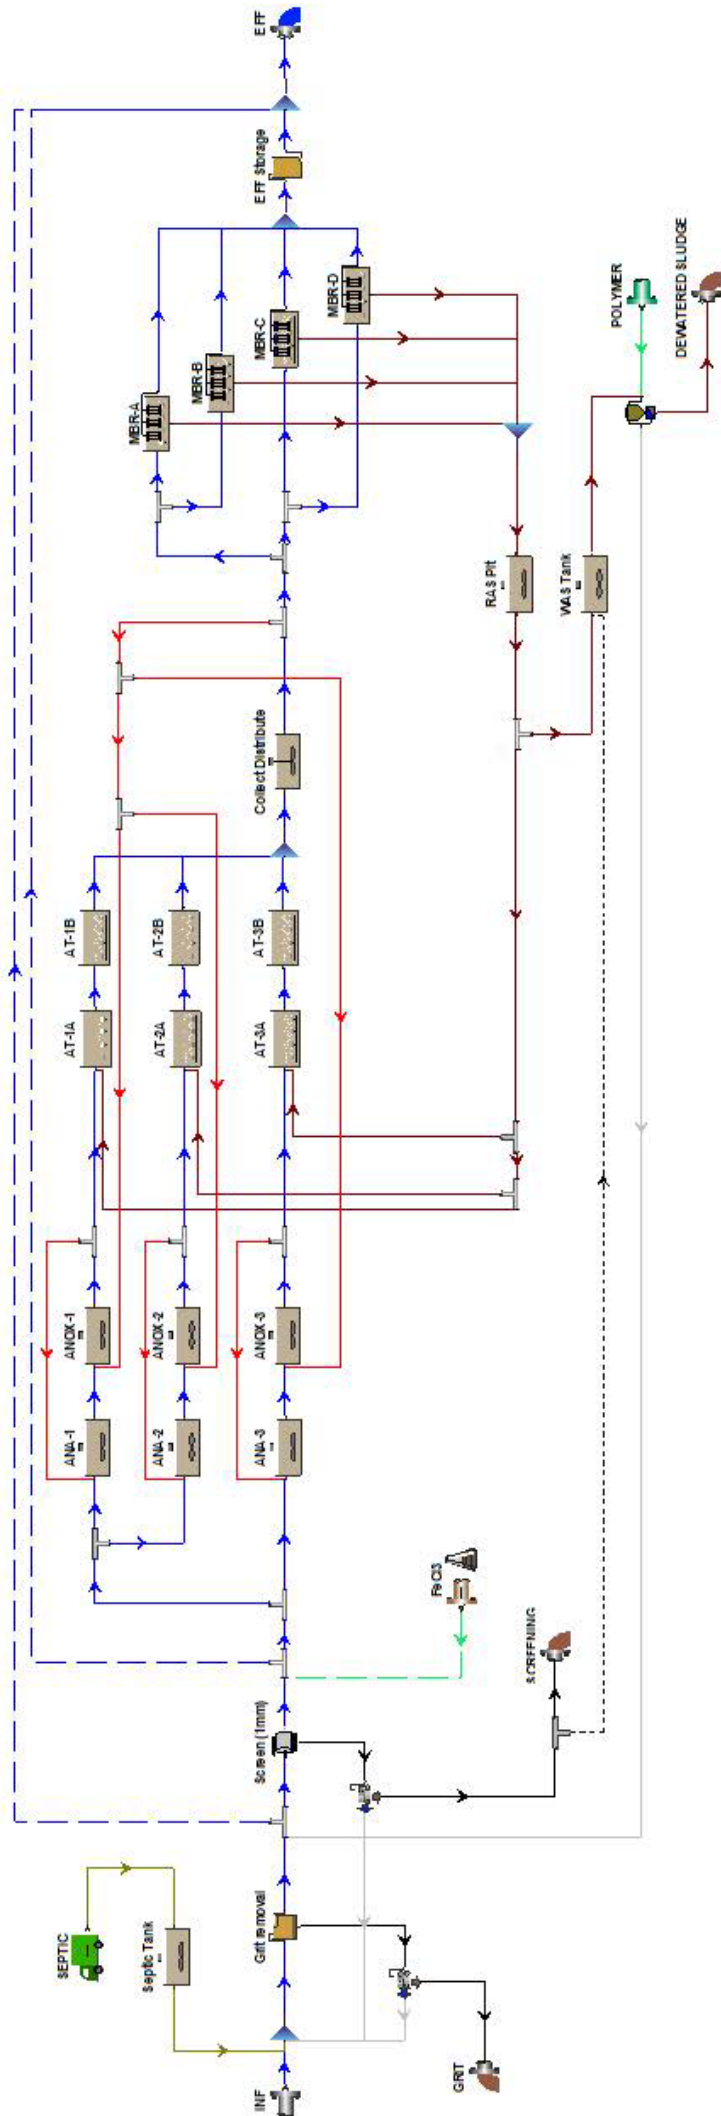 INF
SEPTIC
Septic Tank
Grit removal
GRIT
Screen (1mm)
SCREENING
FeCl3
ANA-1
ANOX-1
AT-1A
AT-1B
ANA-2
ANOX-2
AT-2A
AT-2B
ANA-3
ANOX-3
AT-3A
AT-3B
Collect Distribute
MBR-A
MBR-B
MBR-C
MBR-D
EFF Storage
EFF
RAS Pit
WAS Tank
POLYMER
DEWATERED SLUDGE